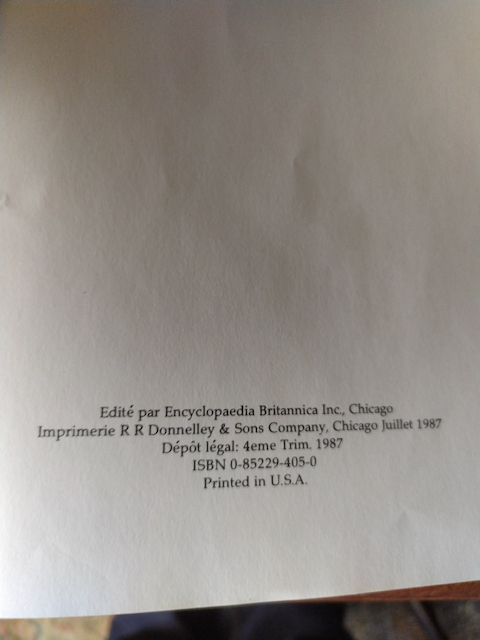 Edité par Encyclopaedia Britannica Inc., Chicago
Imprimerie R R Donnelley & Sons Company, Chicago Juillet 1987
Dépôt légal: 4eme Trim. 1987
ISBN 0-85229-405-0
Printed in U.S.A.